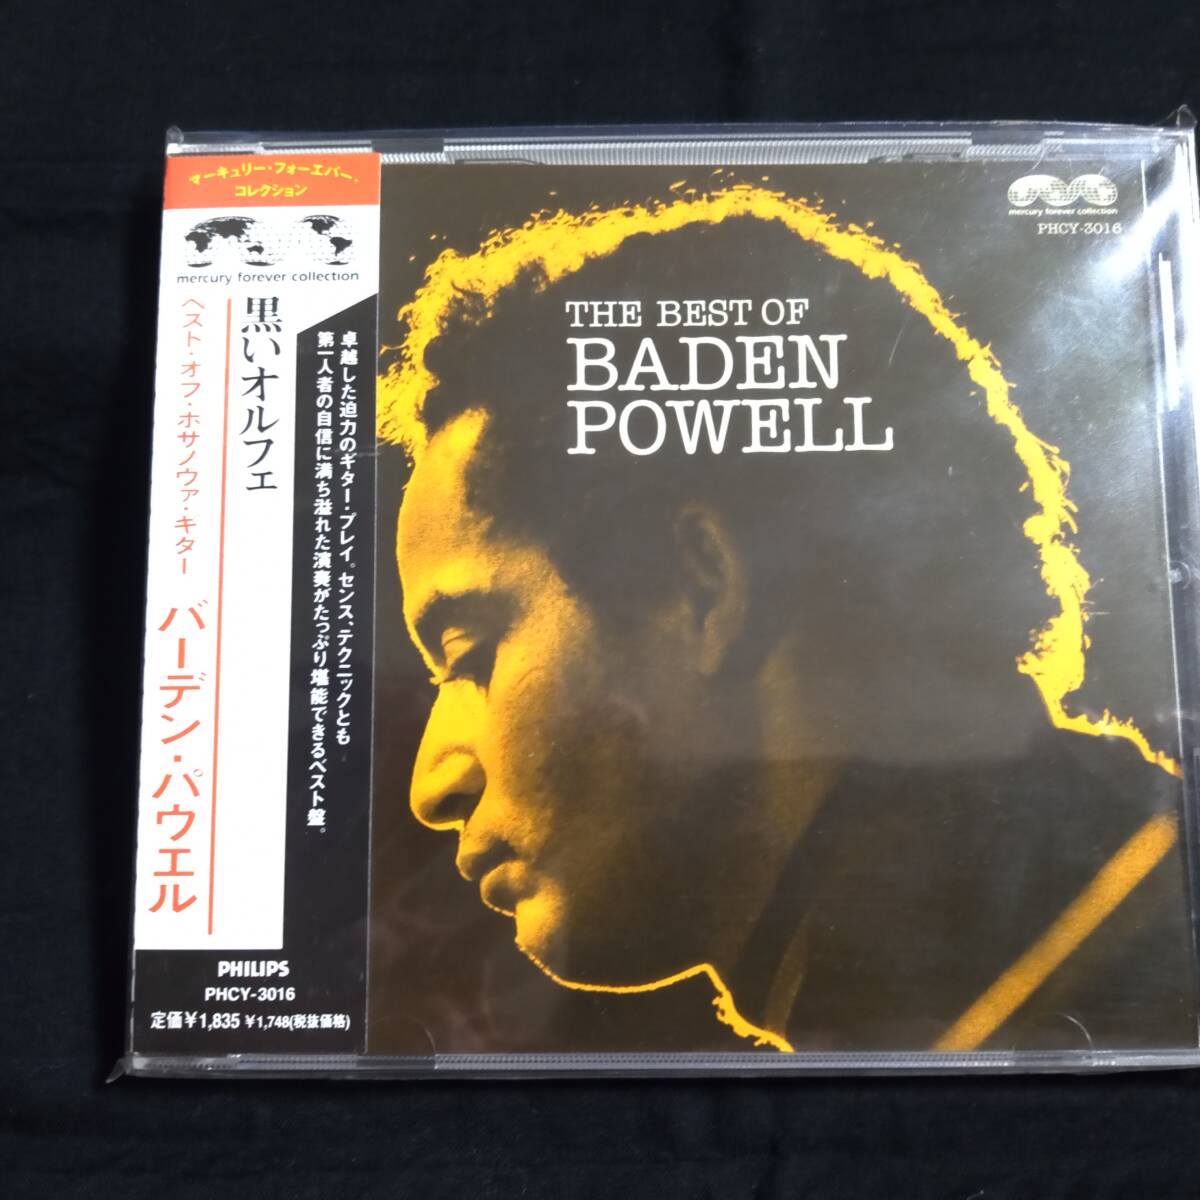 マーキュリー・フォーエバー・
コレクション
mercury forever collection
黒いオルフェ
ベスト・オブ・ボサノヴァ・ギター バーデン・パウエル
卓越した迫力のギター・プレイ。センス、テクニックとも
第一人者の自信に満ち溢れた演奏がたっぷり堪能できるベスト盤。
PHILIPS
PHCY-3016
定価¥1,835 ¥1,748(税抜価格)
mercury forever collection
PHCY-3016
THE BEST OF
BADEN
POWELL